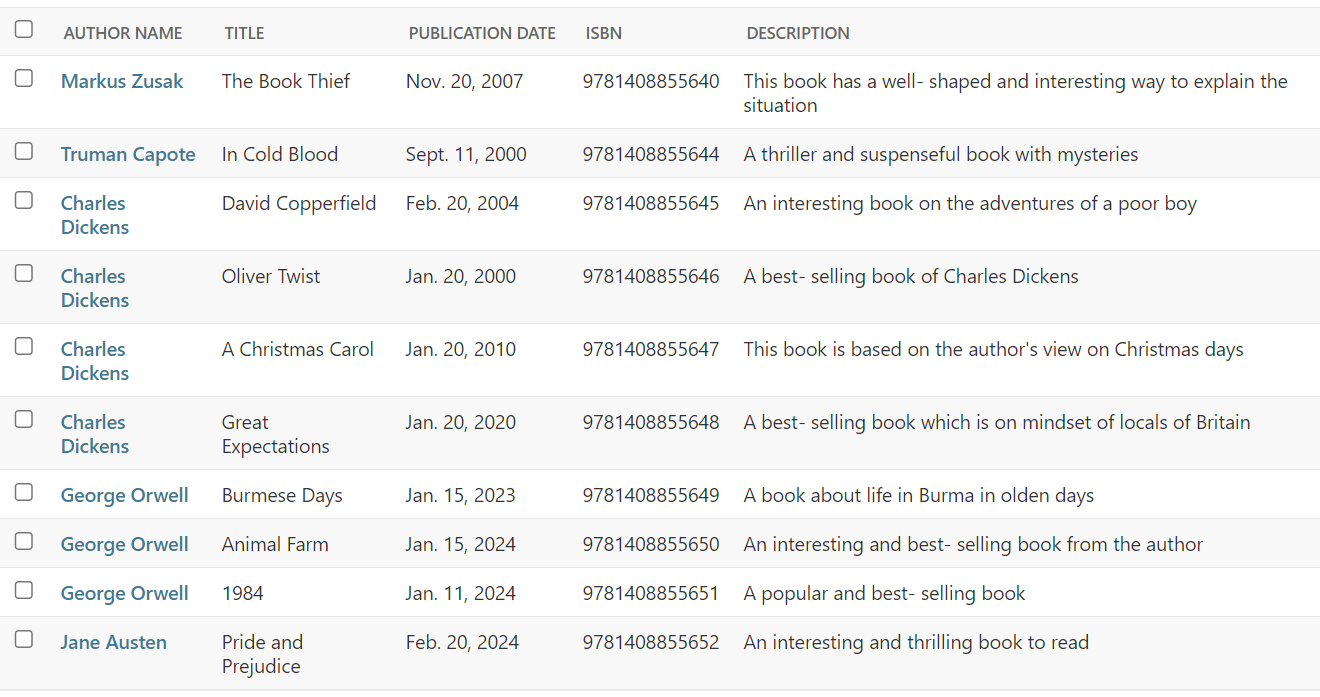 AUTHOR NAME TITLE PUBLICATION DATE ISBN DESCRIPTION
Markus Zusak The Book Thief Nov. 20, 2007 9781408855640 This book has a well- shaped and interesting way to explain the
situation
Truman Capote In Cold Blood Sept. 11, 2000 9781408855644 A thriller and suspenseful book with mysteries
Charles David Copperfield Feb. 20, 2004 9781408855645 An interesting book on the adventures of a poor boy
Dickens
Charles Oliver Twist Jan. 20, 2000 9781408855646 A best- selling book of Charles Dickens
Dickens
Charles A Christmas Carol Jan. 20, 2010 9781408855647 This book is based on the author's view on Christmas days
Dickens
Charles Great Jan. 20, 2020 9781408855648 A best- selling book which is on mindset of locals of Britain
Dickens Expectations
George Orwell Burmese Days Jan. 15, 2023 9781408855649 A book about life in Burma in olden days
George Orwell Animal Farm Jan. 15, 2024 9781408855650 An interesting and best- selling book from the author
George Orwell 1984 Jan. 11, 2024 9781408855651 A popular and best- selling book
Jane Austen Pride and Feb. 20, 2024 9781408855652 An interesting and thrilling book to read
Prejudice